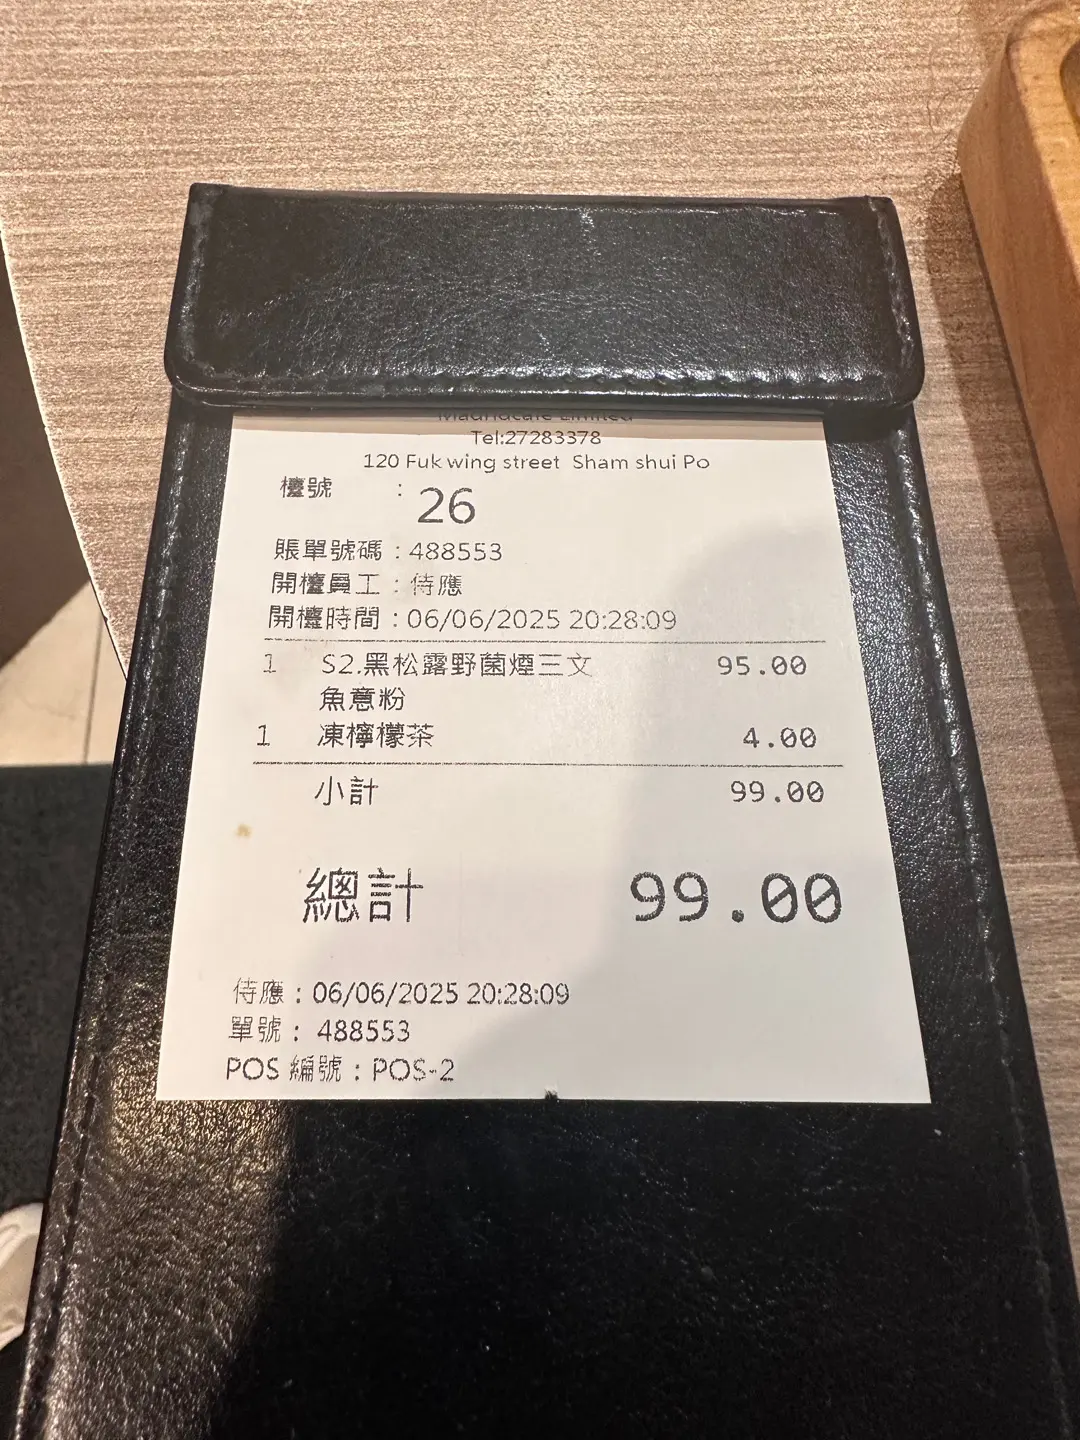 Madridcafe Limited
Tel:27283378
120 Fuk wing street Sham shui Po
檯號 : 26
賬單號碼 : 488553
開檯員工 : 侍應
開檯時間 : 06/06/2025 20:28:09
1 S2.黑松露野菌煙三文 95.00
魚意粉
1 凍檸檬茶 4.00
小計 99.00
總計 99.00
侍應 : 06/06/2025 20:28:09
單號 : 488553
POS 編號 : POS-2